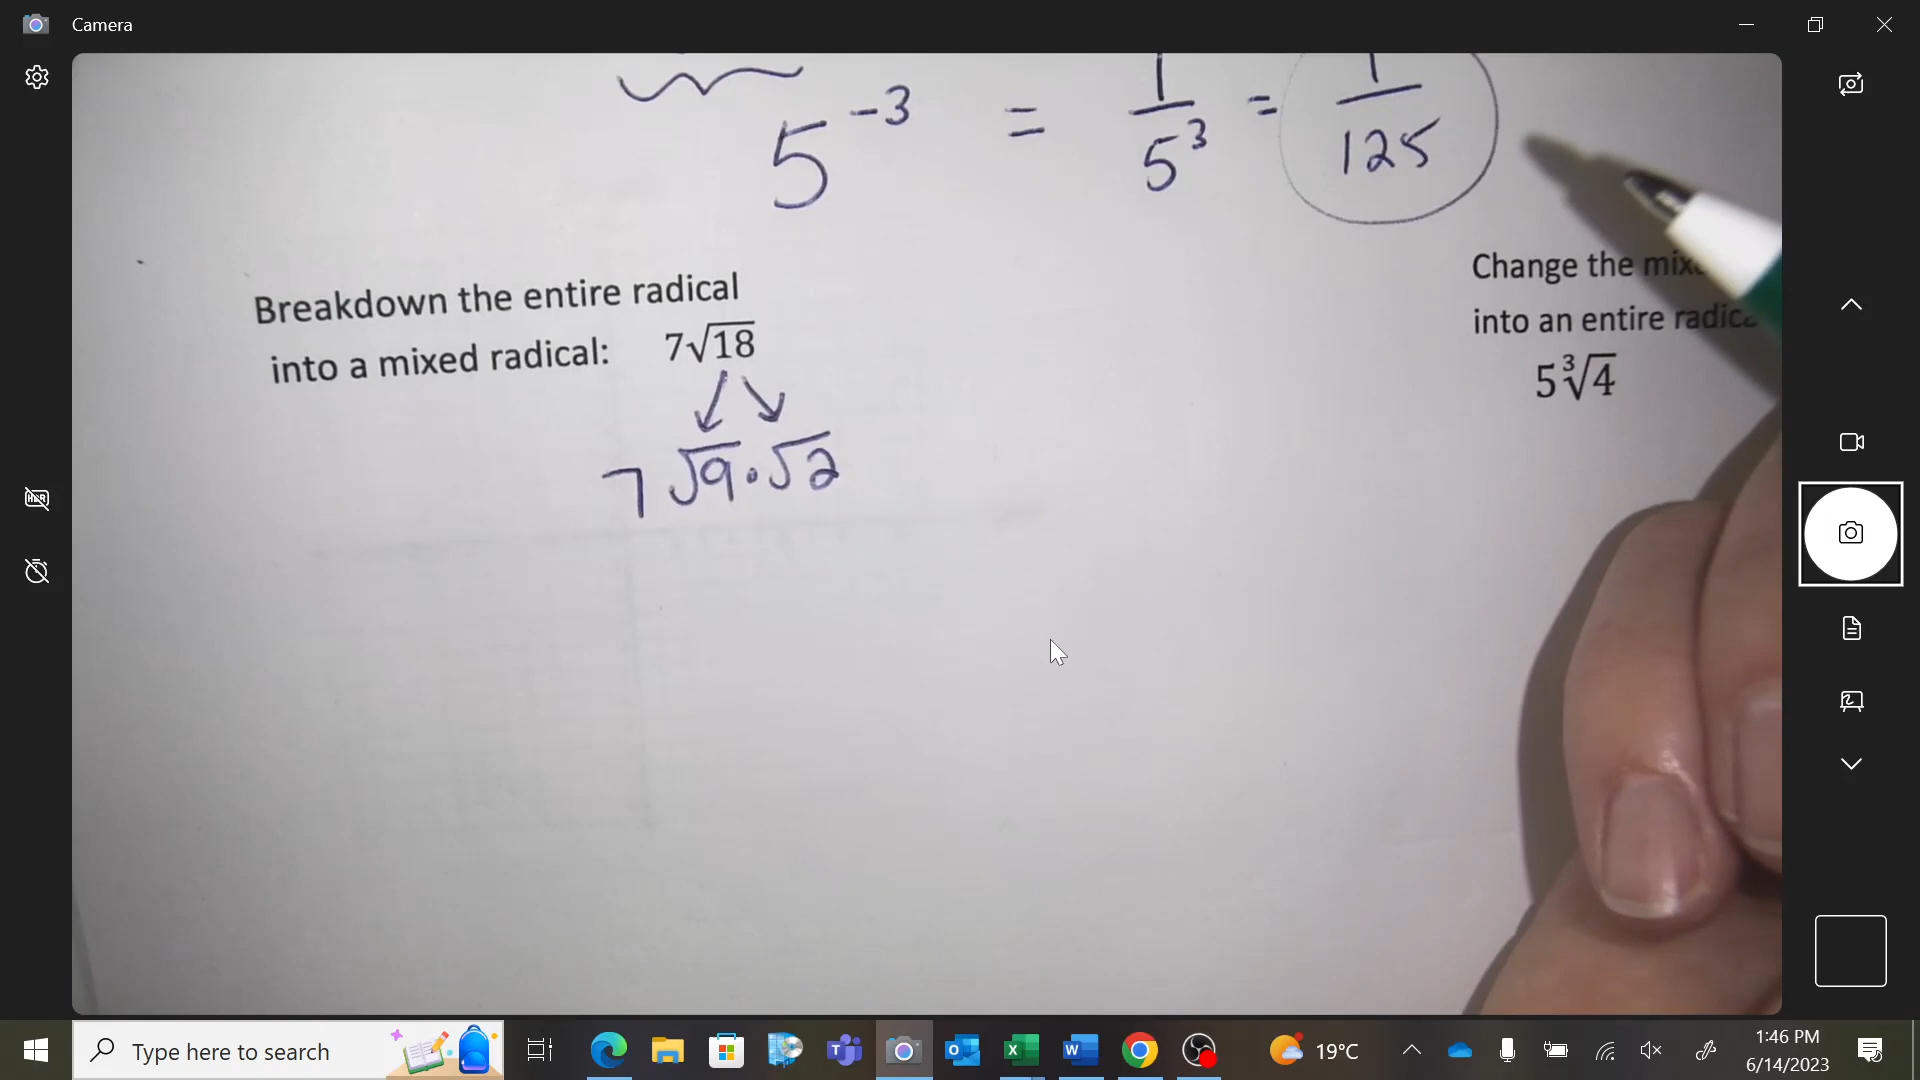 Camera
5^-3 = 1/5^3 = 1/125
Breakdown the entire radical
into a mixed radical: 7√18
7√9·√2
Change the
into an entire
5∛4
Type here to search
19°C
1:46 PM
6/14/2023